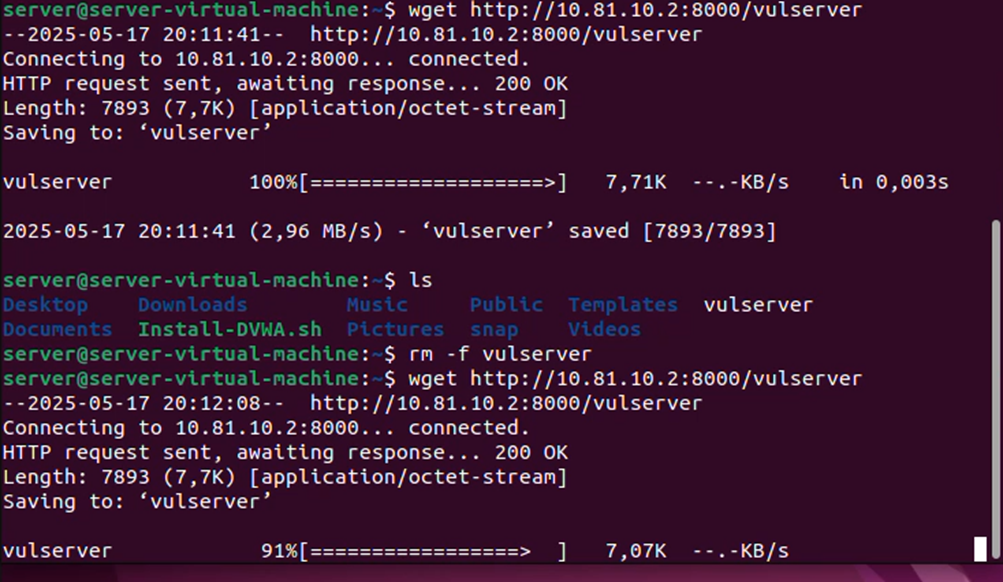 server@server-virtual-machine:~$ wget http://10.81.10.2:8000/vulserver
--2025-05-17 20:11:41--  http://10.81.10.2:8000/vulserver
Connecting to 10.81.10.2:8000... connected.
HTTP request sent, awaiting response... 200 OK
Length: 7893 (7,7K) [application/octet-stream]
Saving to: ‘vulserver’
vulserver           100%[===================>]   7,71K  --.-KB/s    in 0,003s
2025-05-17 20:11:41 (2,96 MB/s) - ‘vulserver’ saved [7893/7893]
server@server-virtual-machine:~$ ls
Desktop    Downloads        Music     Public  Templates  vulserver
Documents  Install-DVWA.sh  Pictures  snap    Videos
server@server-virtual-machine:~$ rm -f vulserver
server@server-virtual-machine:~$ wget http://10.81.10.2:8000/vulserver
--2025-05-17 20:12:08--  http://10.81.10.2:8000/vulserver
Connecting to 10.81.10.2:8000... connected.
HTTP request sent, awaiting response... 200 OK
Length: 7893 (7,7K) [application/octet-stream]
Saving to: ‘vulserver’
vulserver            91%[=================>  ]   7,07K  --.-KB/s